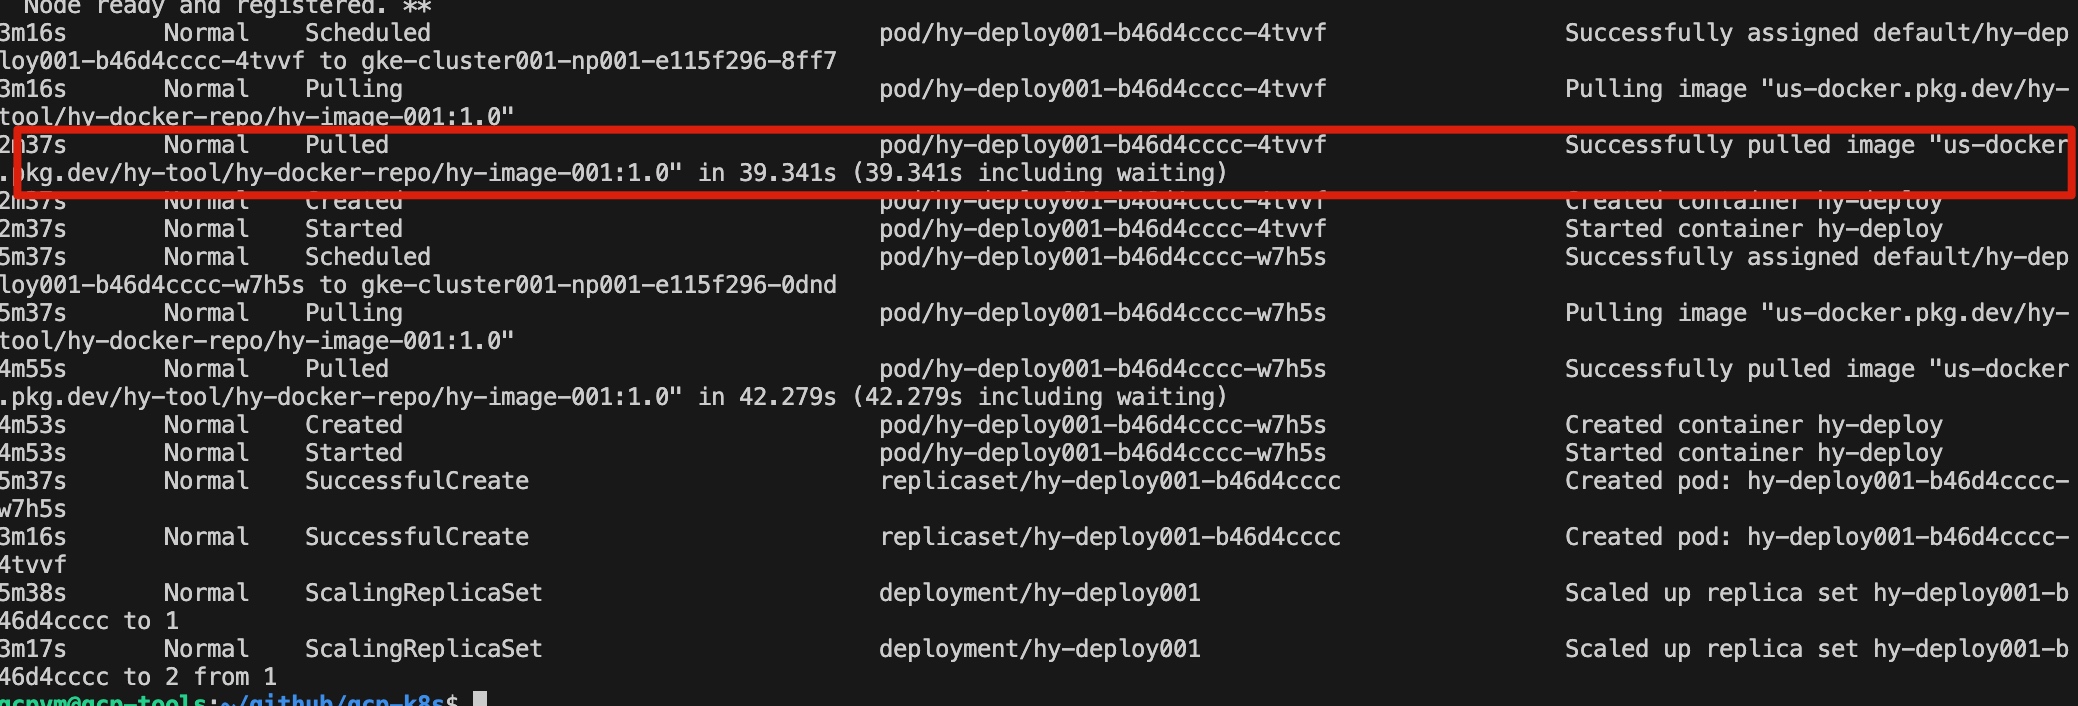 Node ready and registered. **
3m16s Normal Scheduled pod/hy-deploy001-b46d4cccc-4tvvf Successfully assigned default/hy-dep
loy001-b46d4cccc-4tvvf to gke-cluster001-np001-e115f296-8ff7
3m16s Normal Pulling pod/hy-deploy001-b46d4cccc-4tvvf Pulling image "us-docker.pkg.dev/hy-
tool/hy-docker-repo/hy-image-001:1.0"
2m37s Normal Pulled pod/hy-deploy001-b46d4cccc-4tvvf Successfully pulled image "us-docker
.pkg.dev/hy-tool/hy-docker-repo/hy-image-001:1.0" in 39.341s (39.341s including waiting)
2m37s Normal Created pod/hy-deploy001-b46d4cccc-4tvvf Created container hy-deploy
2m37s Normal Started pod/hy-deploy001-b46d4cccc-4tvvf Started container hy-deploy
5m37s Normal Scheduled pod/hy-deploy001-b46d4cccc-w7h5s Successfully assigned default/hy-dep
loy001-b46d4cccc-w7h5s to gke-cluster001-np001-e115f296-0dnd
5m37s Normal Pulling pod/hy-deploy001-b46d4cccc-w7h5s Pulling image "us-docker.pkg.dev/hy-
tool/hy-docker-repo/hy-image-001:1.0"
4m55s Normal Pulled pod/hy-deploy001-b46d4cccc-w7h5s Successfully pulled image "us-docker
.pkg.dev/hy-tool/hy-docker-repo/hy-image-001:1.0" in 42.279s (42.279s including waiting)
4m53s Normal Created pod/hy-deploy001-b46d4cccc-w7h5s Created container hy-deploy
4m53s Normal Started pod/hy-deploy001-b46d4cccc-w7h5s Started container hy-deploy
5m37s Normal SuccessfulCreate replicaset/hy-deploy001-b46d4cccc Created pod: hy-deploy001-b46d4cccc-
w7h5s
3m16s Normal SuccessfulCreate replicaset/hy-deploy001-b46d4cccc Created pod: hy-deploy001-b46d4cccc-
4tvvf
5m38s Normal ScalingReplicaSet deployment/hy-deploy001 Scaled up replica set hy-deploy001-b
46d4cccc to 1
3m17s Normal ScalingReplicaSet deployment/hy-deploy001 Scaled up replica set hy-deploy001-b
46d4cccc to 2 from 1
gcpvm@gcp-tools:~/github/gcp-k8s$